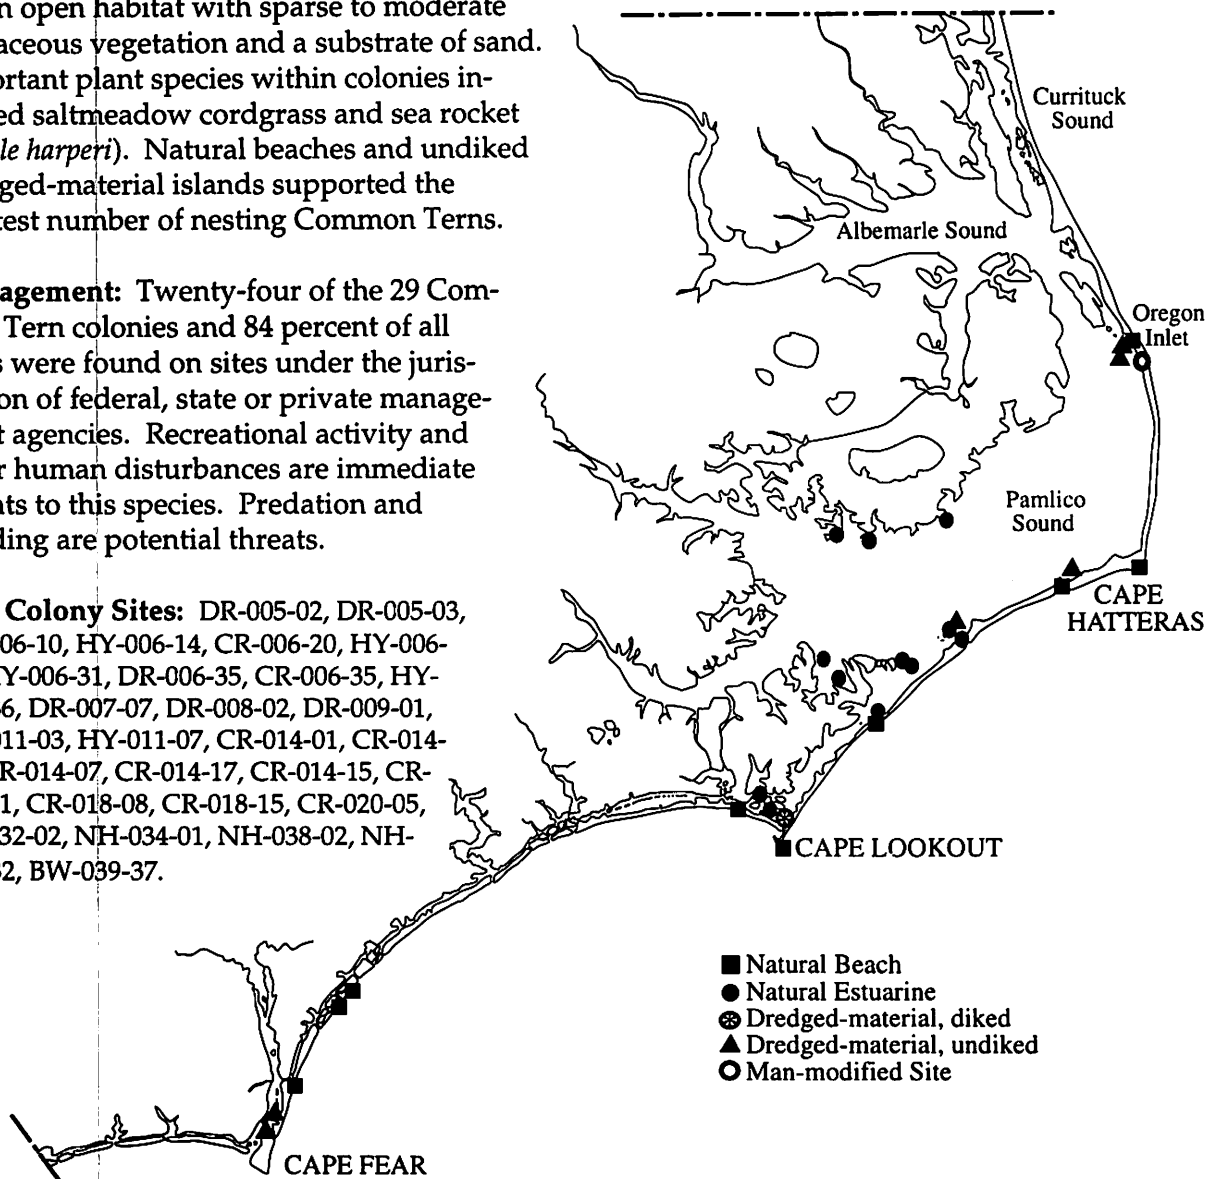 n open habitat with sparse to moderate
aceous vegetation and a substrate of sand.
ortant plant species within colonies in-
ed saltmeadow cordgrass and sea rocket
le harperi). Natural beaches and undiked
ged-material islands supported the
est number of nesting Common Terns.
agement: Twenty-four of the 29 Com-
Tern colonies and 84 percent of all
s were found on sites under the juris-
on of federal, state or private manage-
t agencies. Recreational activity and
r human disturbances are immediate
ats to this species. Predation and
ding are potential threats.
Colony Sites: DR-005-02, DR-005-03,
06-10, HY-006-14, CR-006-20, HY-006-
Y-006-31, DR-006-35, CR-006-35, HY-
6, DR-007-07, DR-008-02, DR-009-01,
011-03, HY-011-07, CR-014-01, CR-014-
R-014-07, CR-014-17, CR-014-15, CR-
1, CR-018-08, CR-018-15, CR-020-05,
32-02, NH-034-01, NH-038-02, NH-
32, BW-039-37.
Currituck
Sound
Albemarle Sound
Oregon
Inlet
Pamlico
Sound
CAPE
HATTERAS
CAPE LOOKOUT
Natural Beach
Natural Estuarine
Dredged-material, diked
Dredged-material, undiked
Man-modified Site
CAPE FEAR